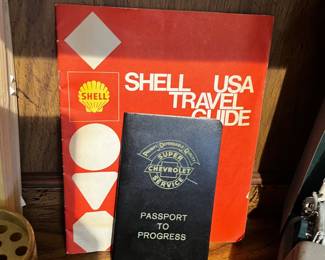 SHELL
SHELL USA
TRAVEL
GUIDE
SUPER
CHEVROLET
SERVICE
PASSPORT
TO
PROGRESS